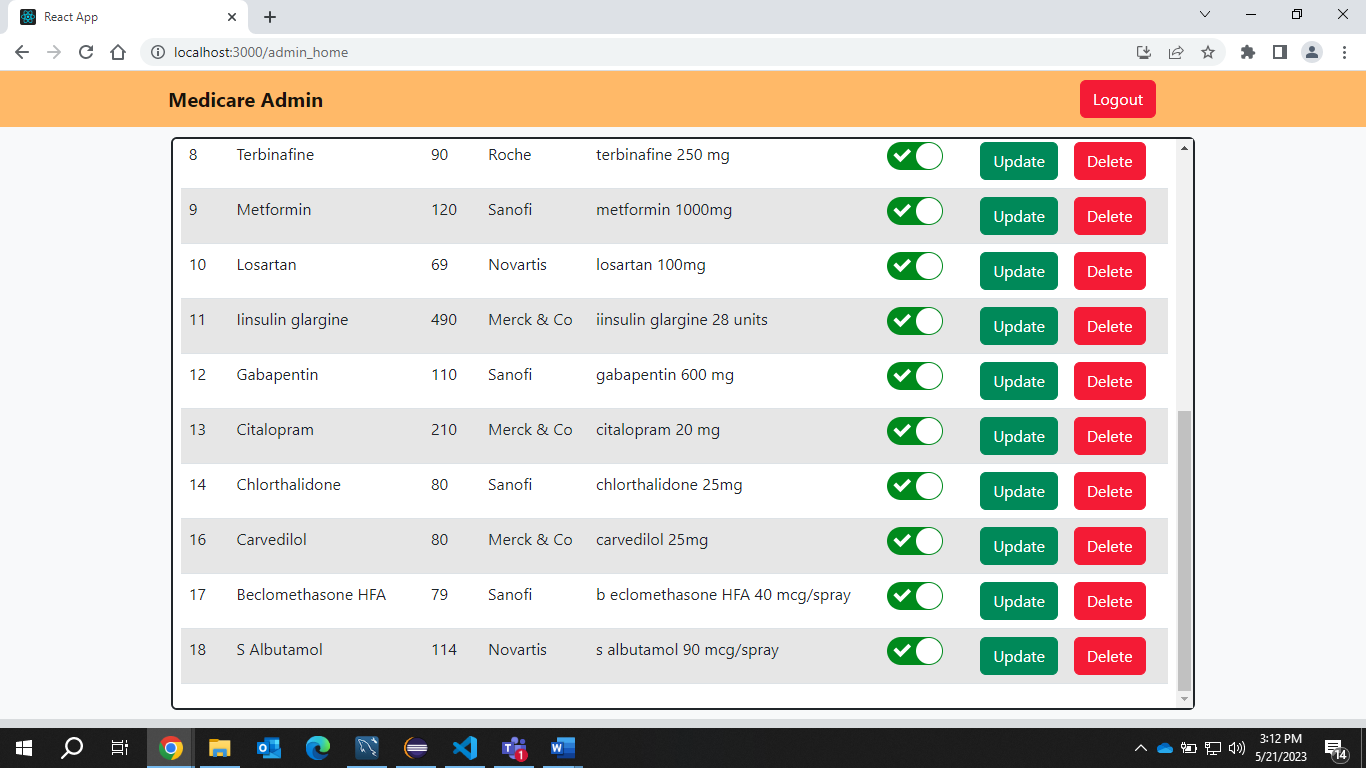 React App
localhost:3000/admin_home
Medicare Admin Logout
8 Terbinafine 90 Roche terbinafine 250 mg Update Delete
9 Metformin 120 Sanofi metformin 1000mg Update Delete
10 Losartan 69 Novartis losartan 100mg Update Delete
11 Iinsulin glargine 490 Merck & Co iinsulin glargine 28 units Update Delete
12 Gabapentin 110 Sanofi gabapentin 600 mg Update Delete
13 Citalopram 210 Merck & Co citalopram 20 mg Update Delete
14 Chlorthalidone 80 Sanofi chlorthalidone 25mg Update Delete
16 Carvedilol 80 Merck & Co carvedilol 25mg Update Delete
17 Beclomethasone HFA 79 Sanofi b eclomethasone HFA 40 mcg/spray Update Delete
18 S Albutamol 114 Novartis s albutamol 90 mcg/spray Update Delete
3:12 PM
5/21/2023
1
14